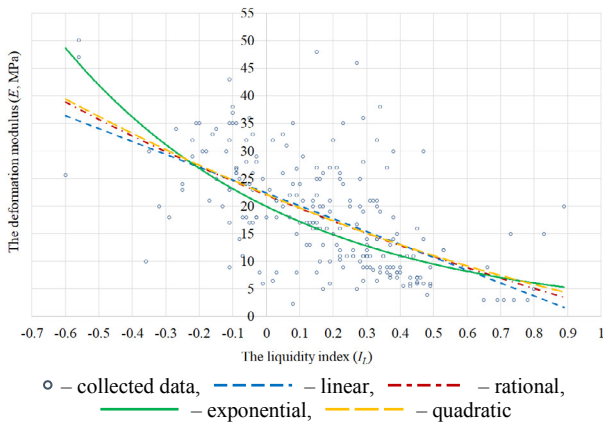 The deformation modulus (E, MPa)
55
50
45
40
35
30
25
20
15
10
5
0
-0.7 -0.6 -0.5 -0.4 -0.3 -0.2 -0.1 0 0.1 0.2 0.3 0.4 0.5 0.6 0.7 0.8 0.9 1
The liquidity index (I_L)
– collected data, – linear, – rational,
– exponential, – quadratic